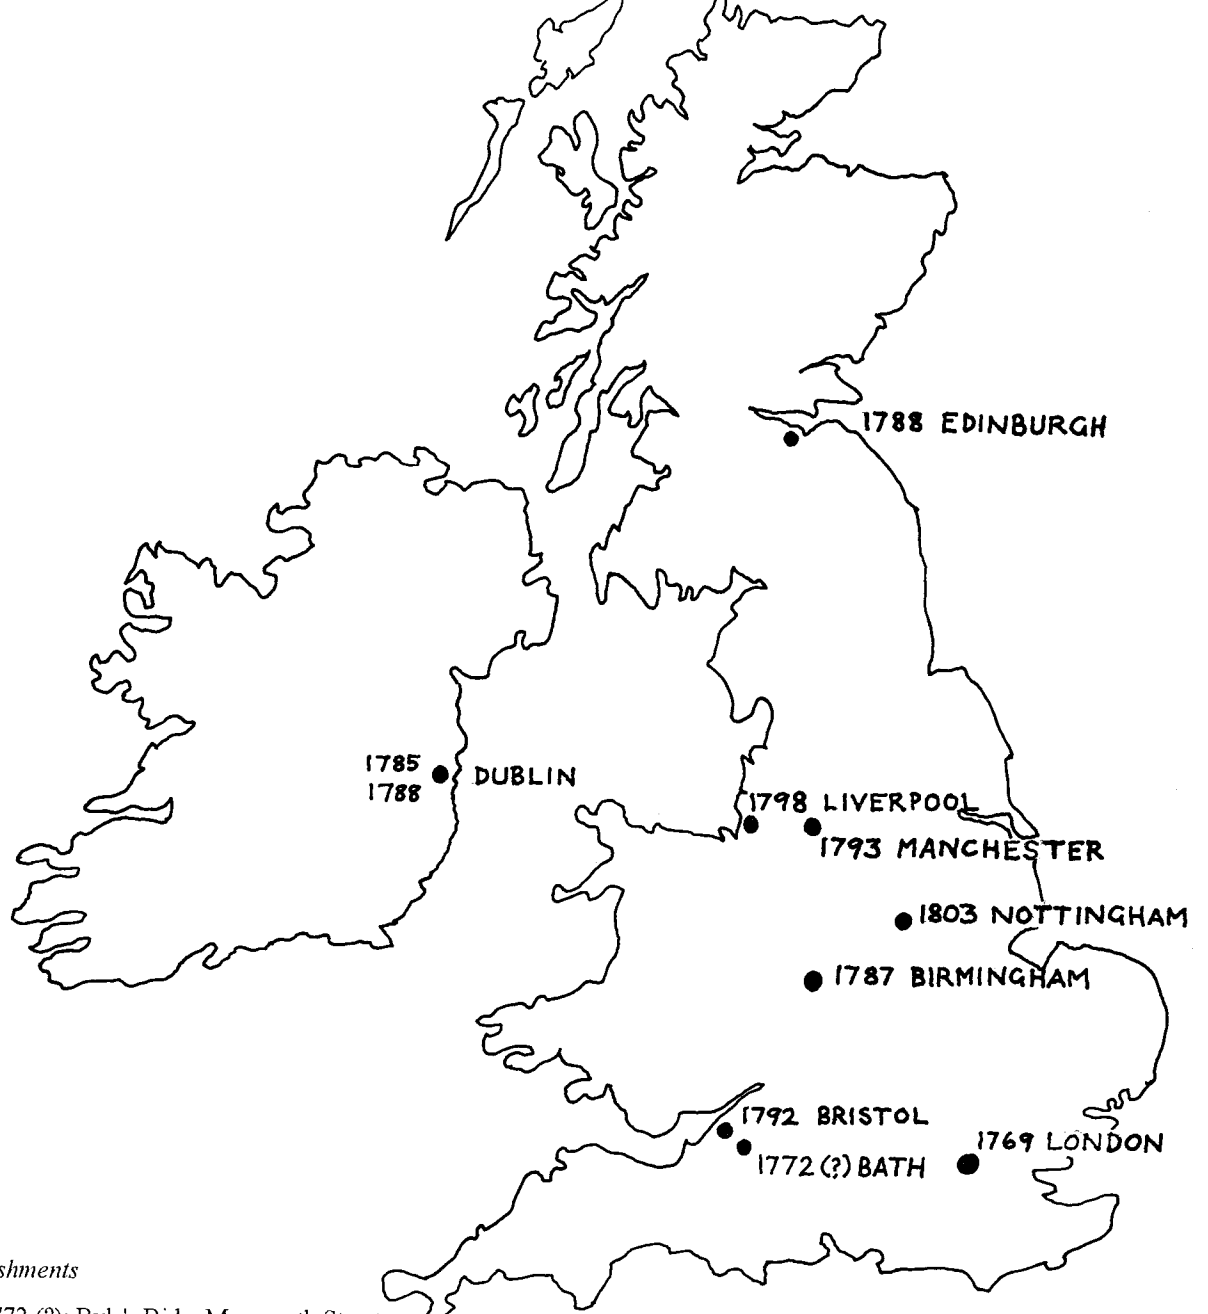 1788 EDINBURGH
1785
1788
DUBLIN
1798 LIVERPOOL
1793 MANCHESTER
1803 NOTTINGHAM
1787 BIRMINGHAM
1792 BRISTOL
1769 LONDON
1772 (?) BATH
shments